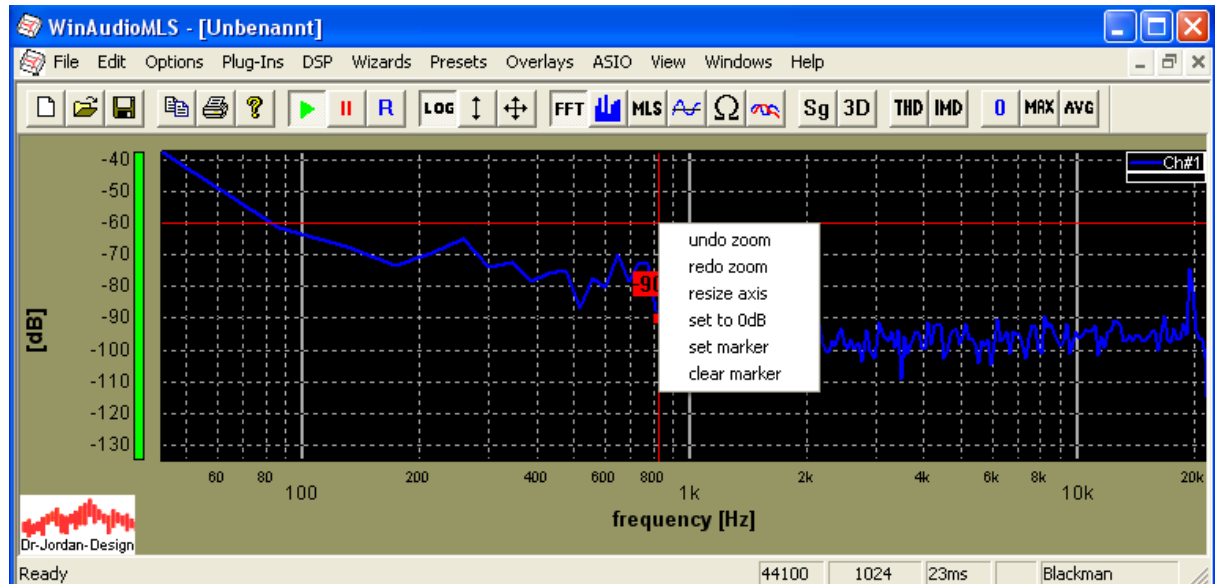 WinAudioMLS - [Unbenannt]
File Edit Options Plug-Ins DSP Wizards Presets Overlays ASIO View Windows Help
R LOG FFT MLS Ω Sg 3D THD IMD 0 MAX AVG
Ch#1
-40
-50
-60
-70
-80
-90
-100
-110
-120
-130
[dB]
-90
undo zoom
redo zoom
resize axis
set to 0dB
set marker
clear marker
60 80 100 200 400 600 800 1k 2k 4k 6k 8k 10k 20k
frequency [Hz]
Dr-Jordan-Design
Ready 44100 1024 23ms Blackman